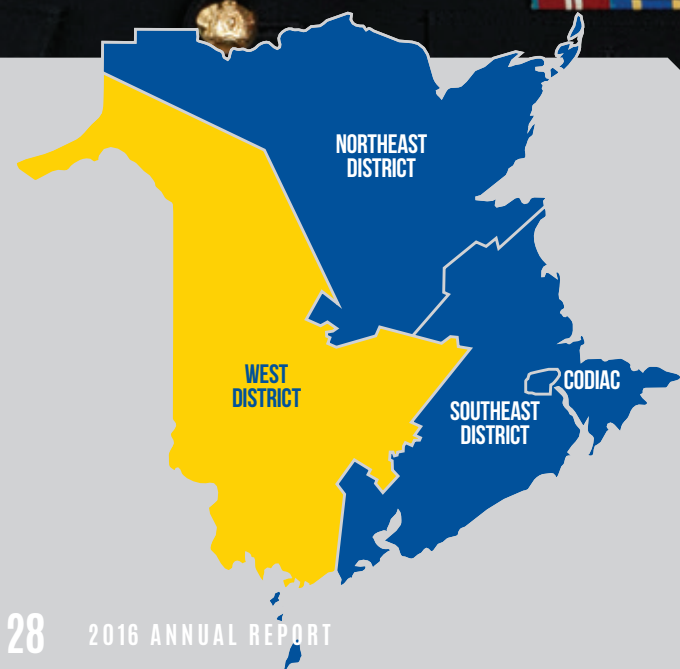 NORTHEAST
DISTRICT
WEST
DISTRICT
CODIAC
SOUTHEAST
DISTRICT
28 2016 ANNUAL REPORT